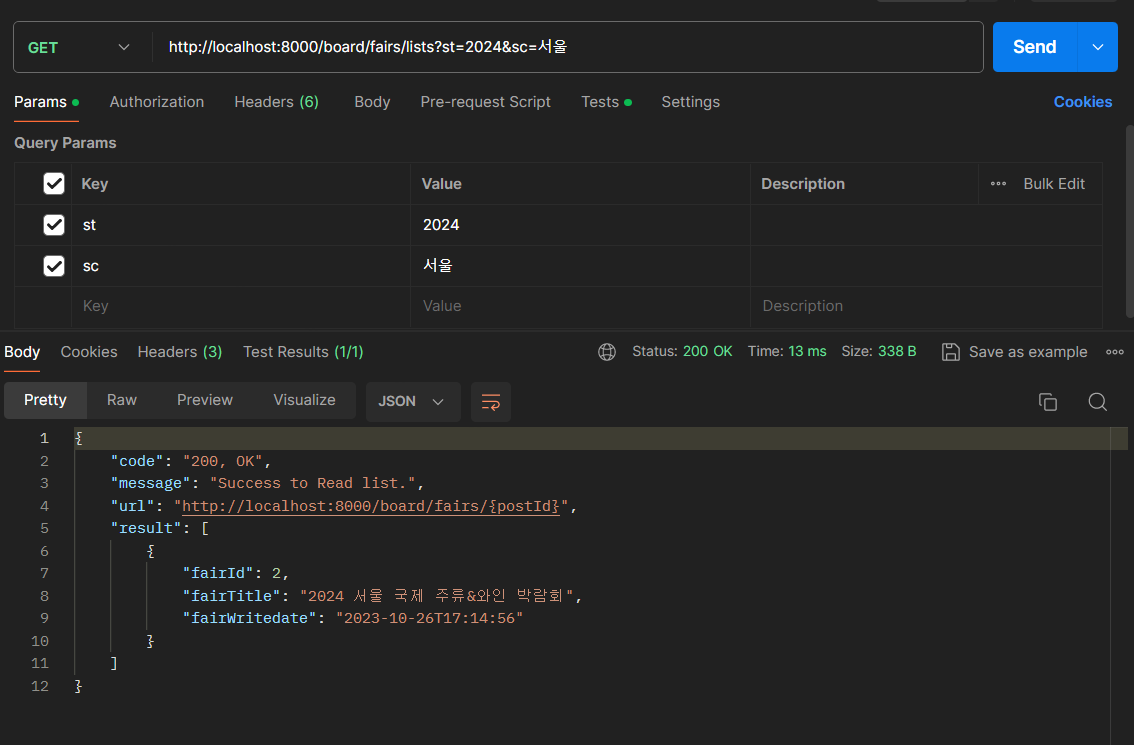 GET http://localhost:8000/board/fairs/lists?st=2024&sc=서울 Send
Params Authorization Headers (6) Body Pre-request Script Tests Settings Cookies
Query Params
Key Value Description Bulk Edit
st 2024
sc 서울
Key Value Description
Body Cookies Headers (3) Test Results (1/1) Status: 200 OK Time: 13 ms Size: 338 B Save as example
Pretty Raw Preview Visualize JSON
1 {
2 "code": "200, OK",
3 "message": "Success to Read list.",
4 "url": "http://localhost:8000/board/fairs/{postId}",
5 "result": [
6 {
7 "fairId": 2,
8 "fairTitle": "2024 서울 국제 주류&와인 박람회",
9 "fairWritedate": "2023-10-26T17:14:56"
10 }
11 ]
12 }